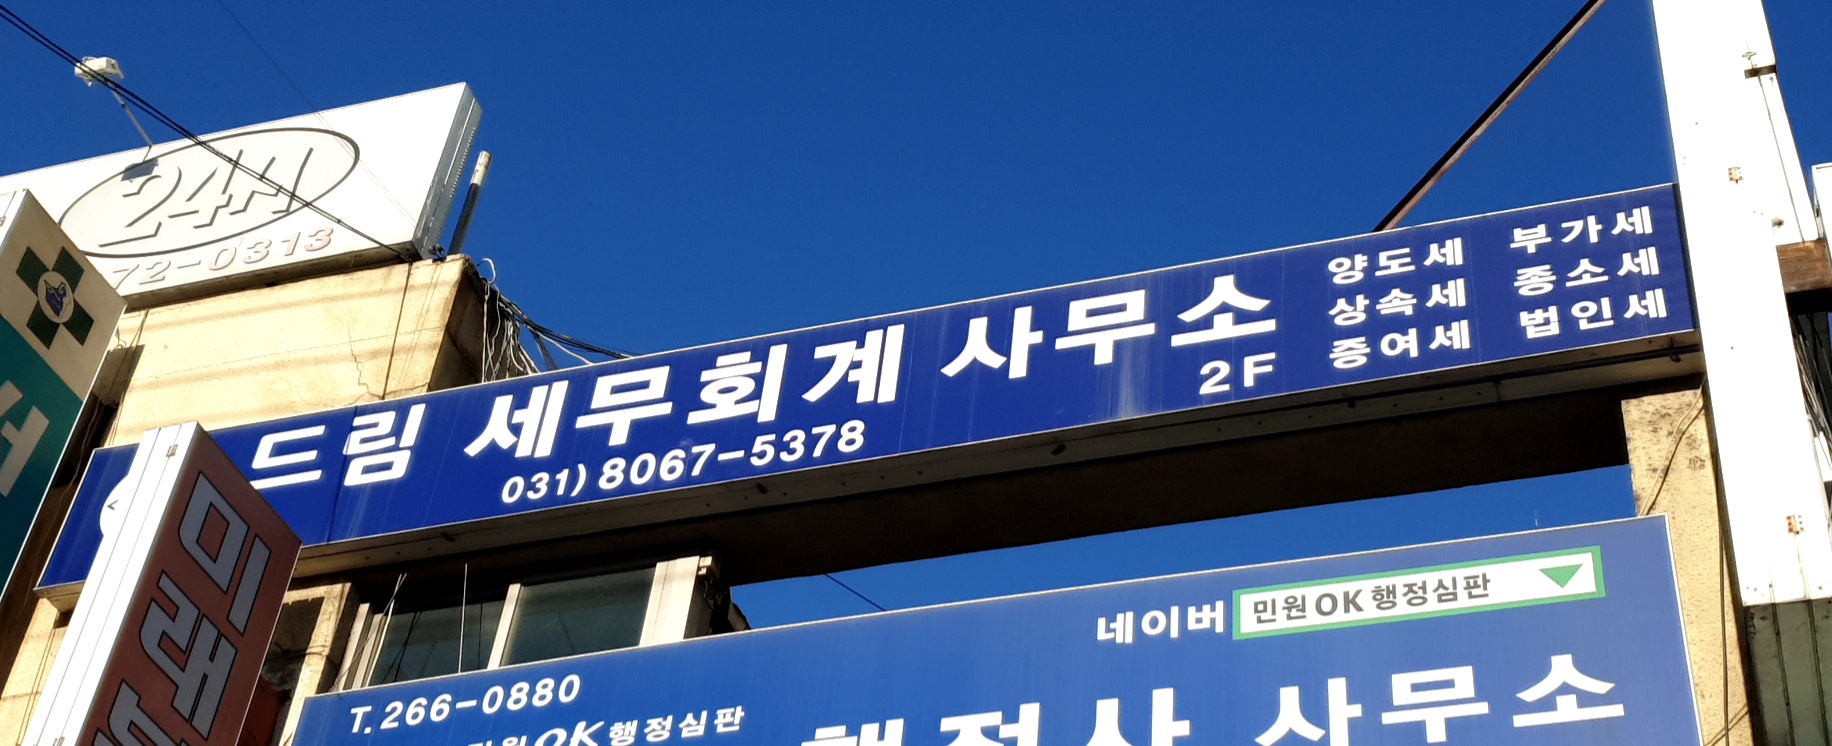 24시
72-0313
드림 세무회계 사무소
031) 8067-5378
2F
양도세 부가세
상속세 종소세
증여세 법인세
미래
네이버 민원OK행정심판
T. 266-0880
민원OK행정심판
행정사 사무소